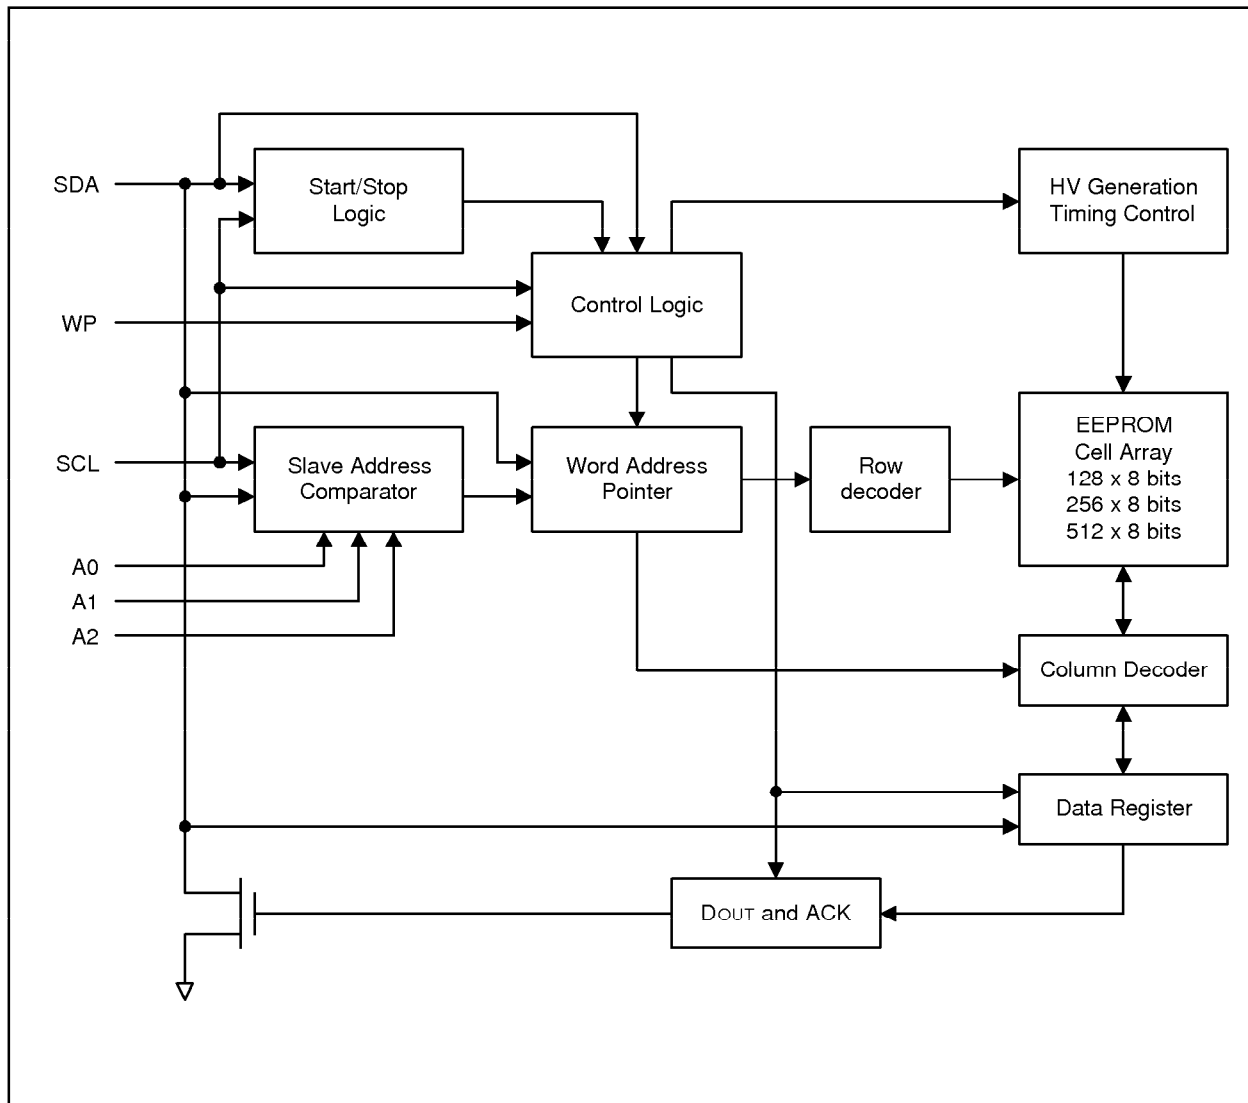 SDA
Start/Stop
Logic
HV Generation
Timing Control
Control Logic
WP
EEPROM
Cell Array
128 x 8 bits
256 x 8 bits
512 x 8 bits
SCL
Slave Address
Comparator
Word Address
Pointer
Row
decoder
A0
A1
A2
Column Decoder
Data Register
DOUT and ACK